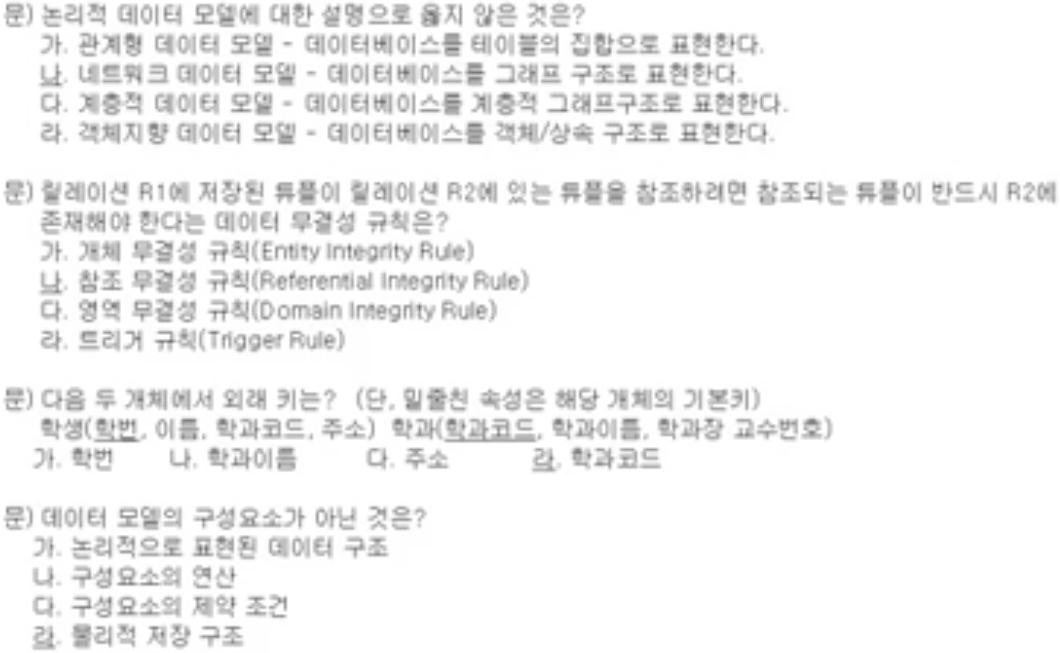 문) 논리적 데이터 모델에 대한 설명으로 옳지 않은 것은?
가. 관계형 데이터 모델 - 데이터베이스를 테이블의 집합으로 표현한다.
나. 네트워크 데이터 모델 - 데이터베이스를 그래프 구조로 표현한다.
다. 계층적 데이터 모델 - 데이터베이스를 계층적 그래프구조로 표현한다.
라. 객체지향 데이터 모델 - 데이터베이스를 객체/상속 구조로 표현한다.
문) 릴레이션 R1에 저장된 튜플이 릴레이션 R2에 있는 튜플을 참조하려면 참조되는 튜플이 반드시 R2에
존재해야 한다는 데이터 무결성 규칙은?
가. 개체 무결성 규칙(Entity Integrity Rule)
나. 참조 무결성 규칙(Referential Integrity Rule)
다. 영역 무결성 규칙(Domain Integrity Rule)
라. 트리거 규칙(Trigger Rule)
문) 다음 두 개체에서 외래 키는? (단, 밑줄친 속성은 해당 개체의 기본키)
학생(학번, 이름, 학과코드, 주소) 학과(학과코드, 학과이름, 학과장 교수번호)
가. 학번 나. 학과이름 다. 주소 라. 학과코드
문) 데이터 모델의 구성요소가 아닌 것은?
가. 논리적으로 표현된 데이터 구조
나. 구성요소의 연산
다. 구성요소의 제약 조건
라. 물리적 저장 구조